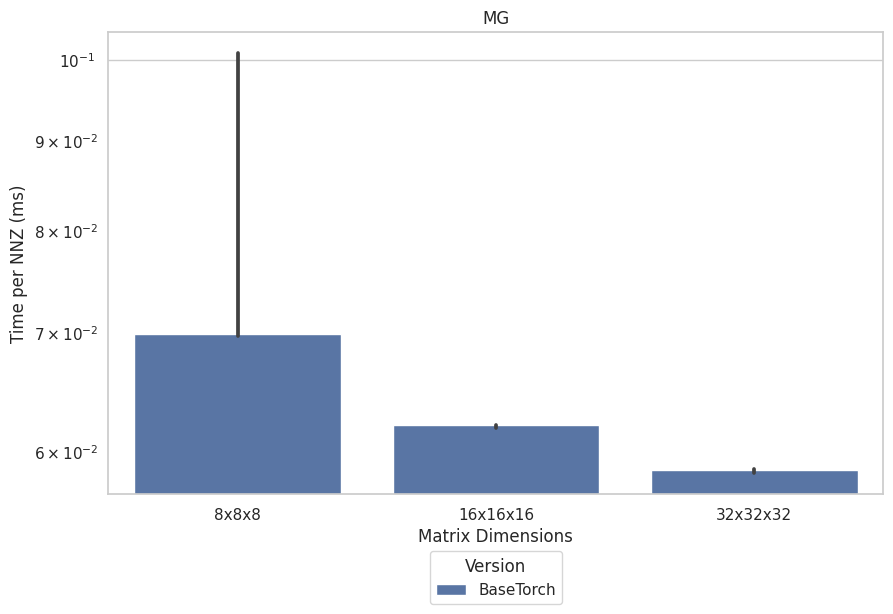 MG
10⁻¹
9 × 10⁻²
8 × 10⁻²
7 × 10⁻²
6 × 10⁻²
Time per NNZ (ms)
8x8x8
16x16x16
32x32x32
Matrix Dimensions
Version
BaseTorch